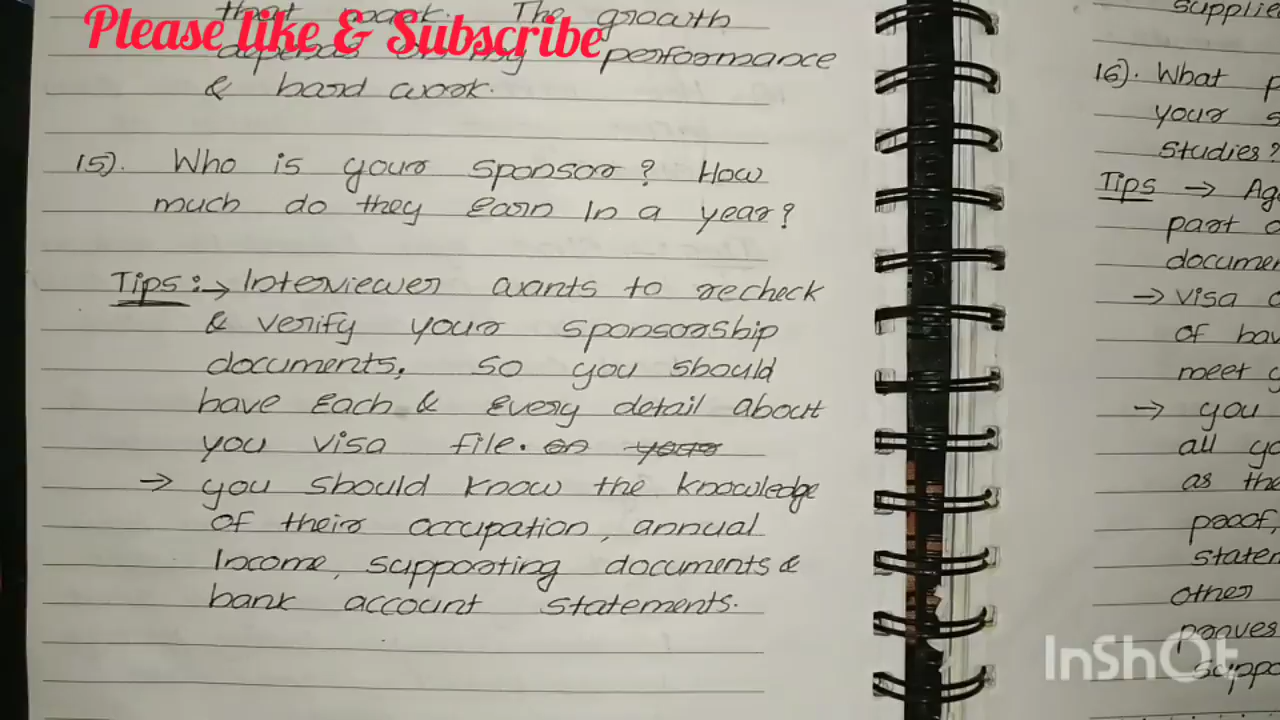 that The growth
Please like & Subscribe
depends on my performance
& hard work.
15). Who is your sponsor? How
much do they earn In a year?
Tips :→ Interviewer wants to recheck
& verify your sponsorship
documents. so you should
have Each & Every detail about
you visa file. on your
→ you should know the knowledge
of their occupation, annual
Income, supporting documents &
bank account statements.
supplie
16). What p
your s
studies?
Tips → Ag
part o
documen
→ visa o
of hav
meet y
→ you
all yo
as the
proof,
statem
other
proves
suppo
InShOt